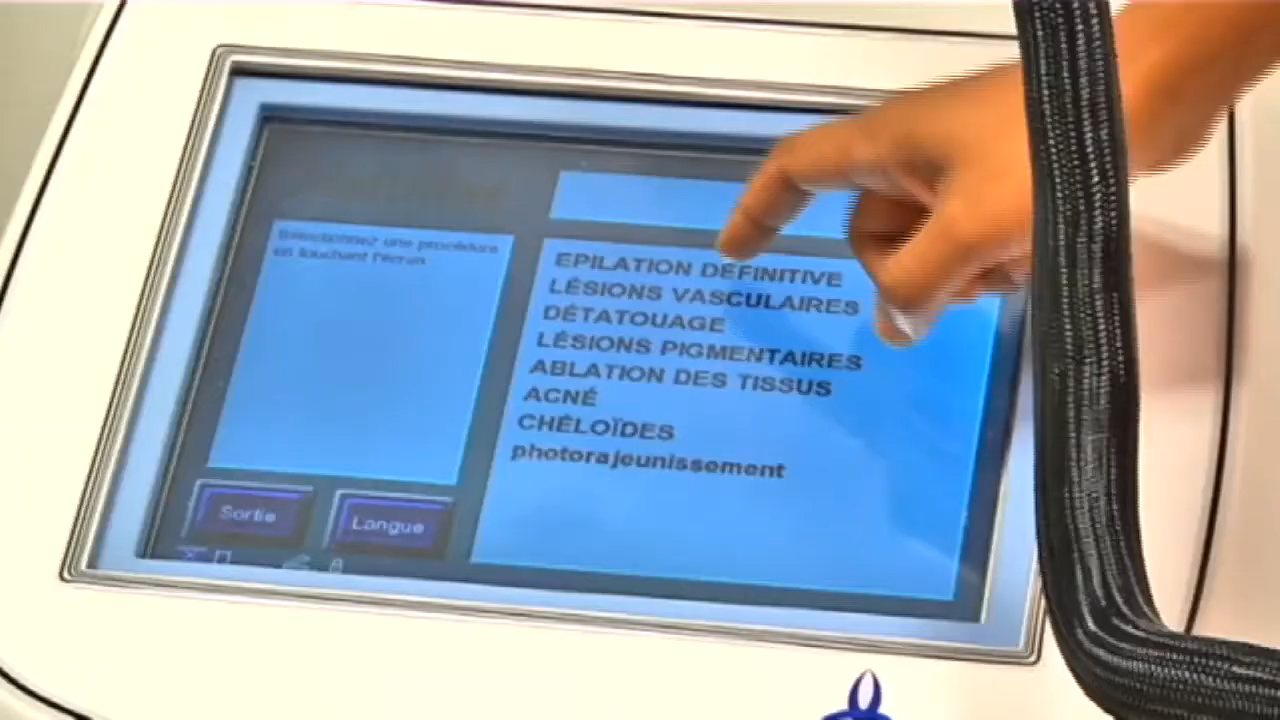 Sélectionnez une procédure
en touchant l'écran
EPILATION DÉFINITIVE
LÉSIONS VASCULAIRES
DÉTATOUAGE
LÉSIONS PIGMENTAIRES
ABLATION DES TISSUS
ACNÉ
CHÉLOÏDES
photorajeunissement
Sortie
Langue